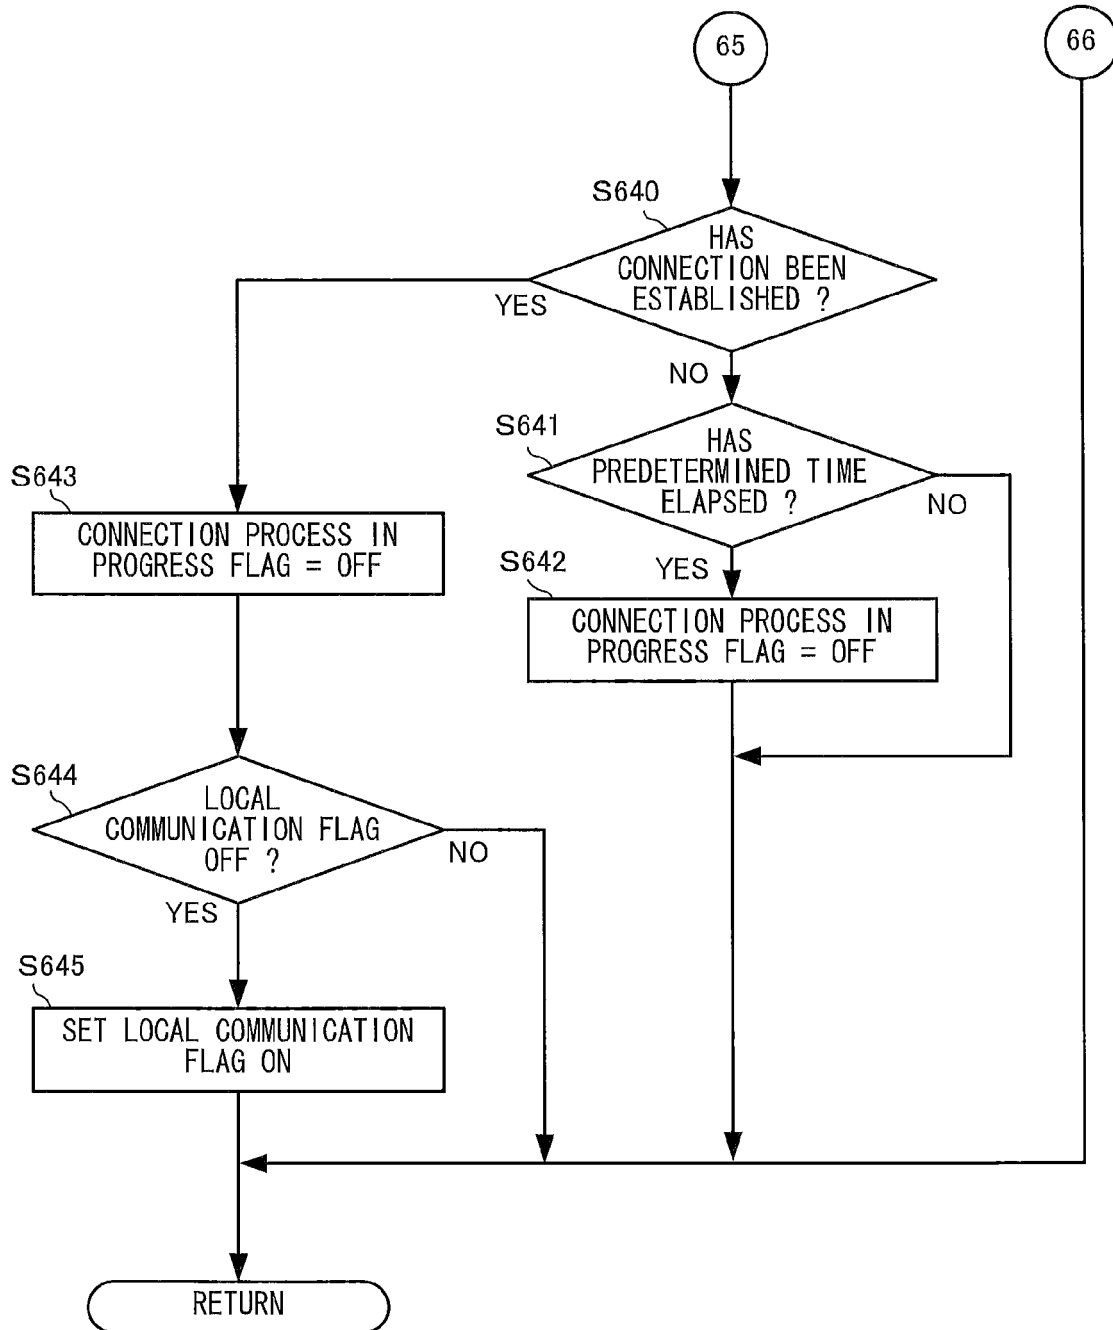 65
66
S640
HAS
CONNECTION BEEN
ESTABLISHED ?
YES
NO
S641
HAS
PREDETERMINED TIME
ELAPSED ?
NO
YES
S643
CONNECTION PROCESS IN
PROGRESS FLAG = OFF
S642
CONNECTION PROCESS IN
PROGRESS FLAG = OFF
S644
LOCAL
COMMUNICATION FLAG
OFF ?
NO
YES
S645
SET LOCAL COMMUNICATION
FLAG ON
RETURN